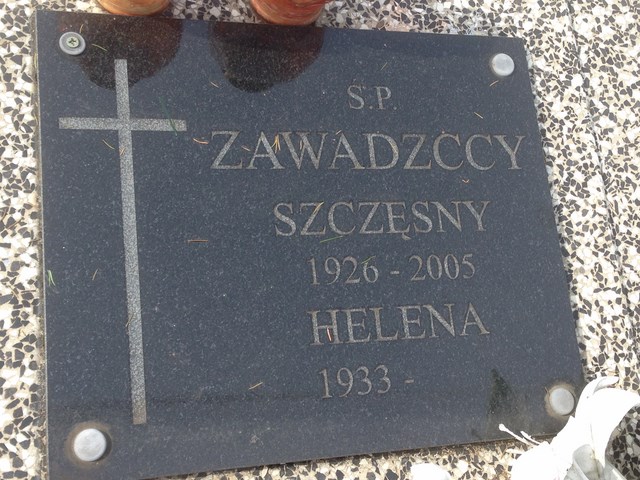 S.P.
ZAWADZCCY
SZCZĘSNY
1926 - 2005
HELENA
1933 -